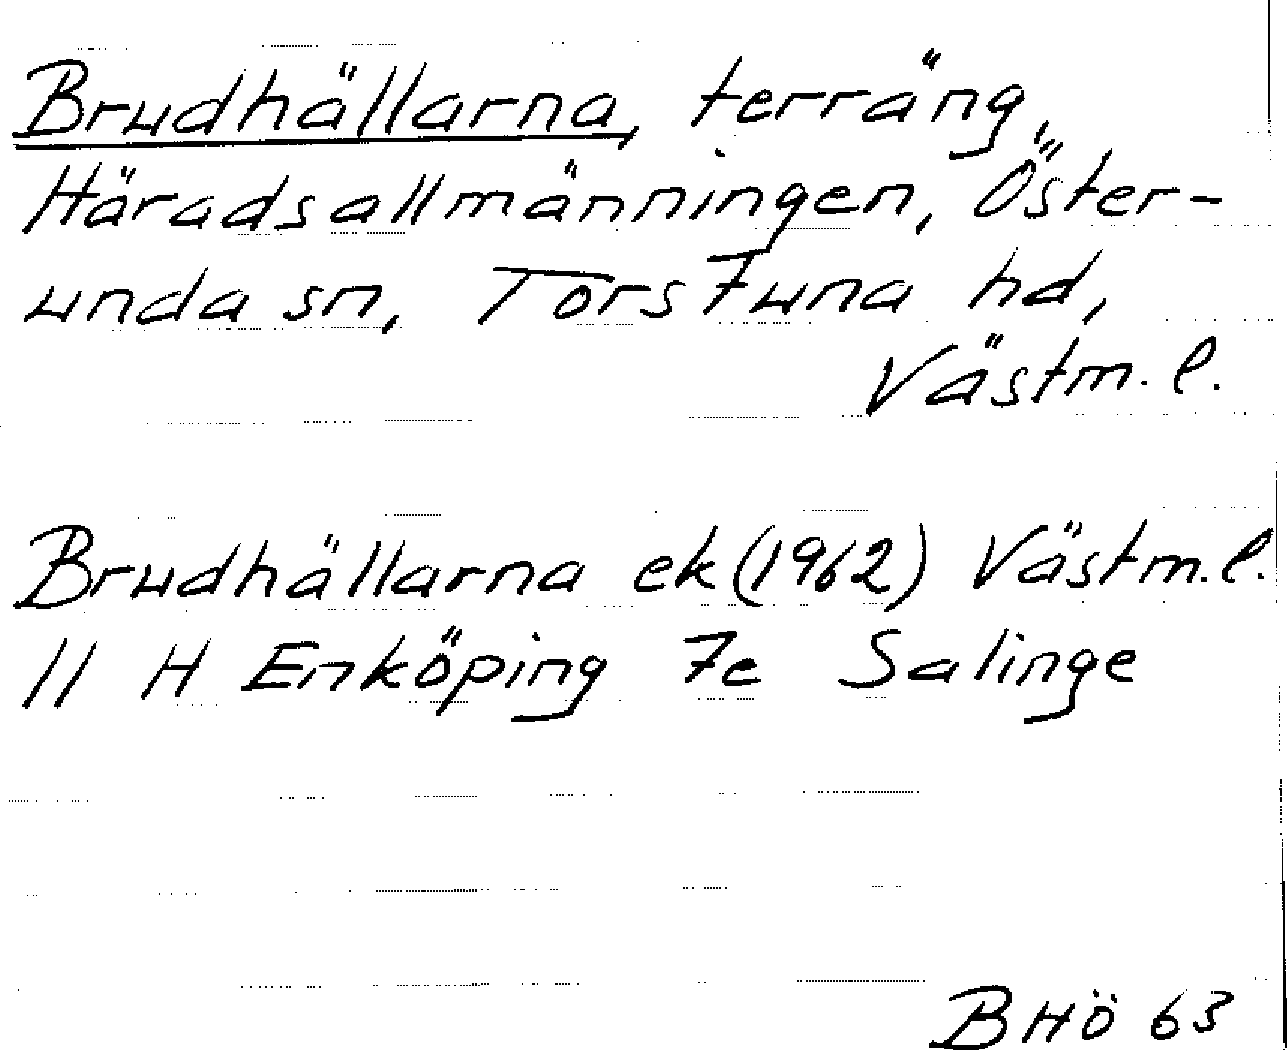 Brudhällarna, terräng,
Häradsallmänningen, Öster-
unda sn, Torstuna hd,
Västm. l.
Brudhällarna ek (1962) Västm. l.
11 H Enköping 7e Salinge
BHÖ 63